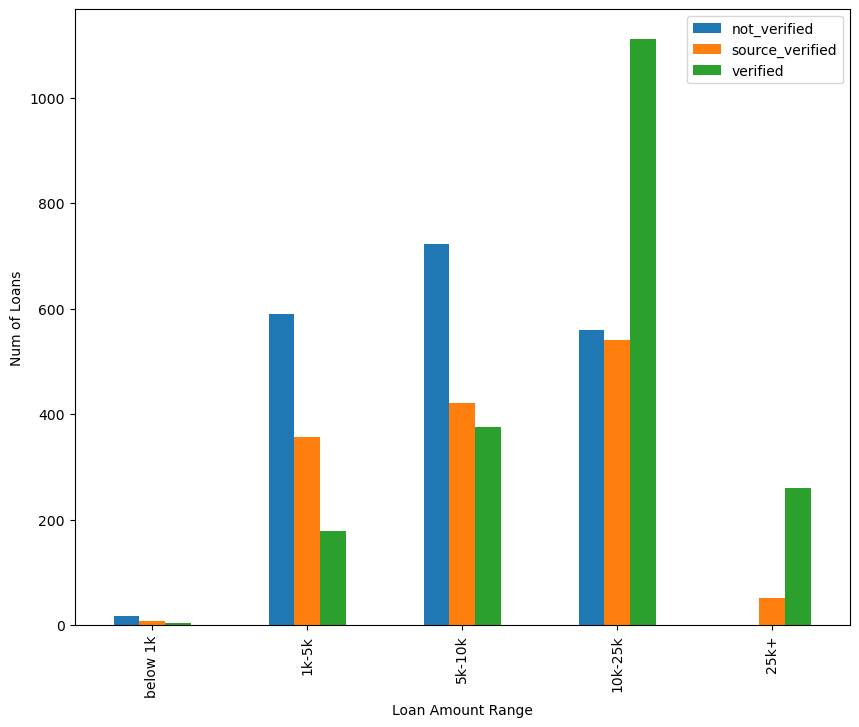 not_verified
source_verified
verified
1000
800
600
400
200
0
Num of Loans
below 1k
1k-5k
5k-10k
10k-25k
25k+
Loan Amount Range